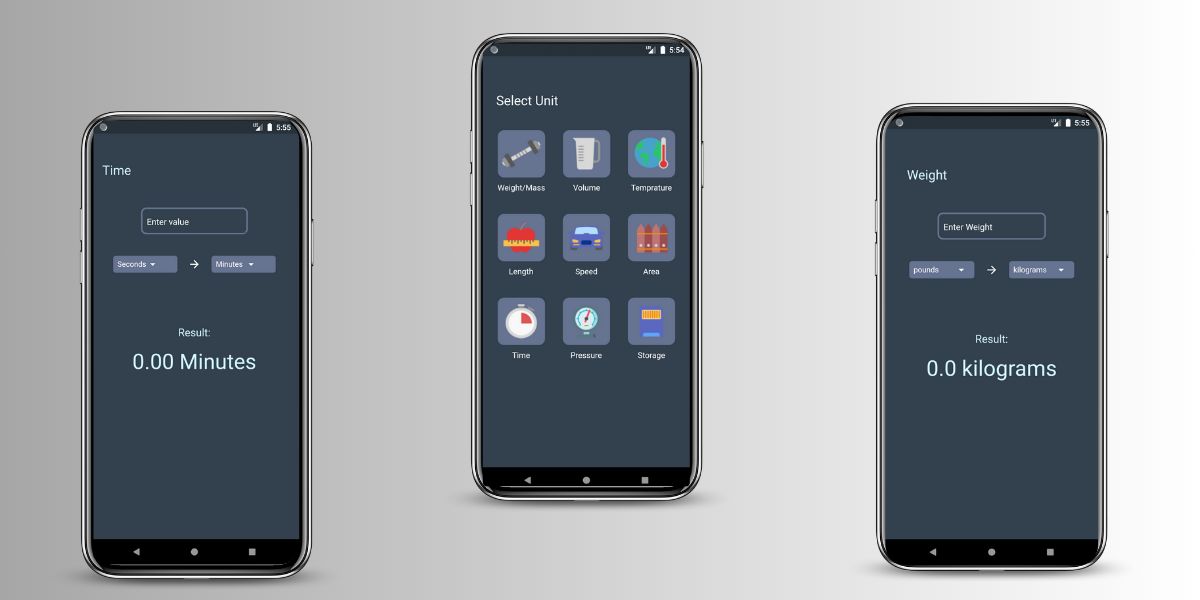 5:55
Time
Enter value
Seconds
Minutes
Result:
0.00 Minutes
5:54
Select Unit
Weight/Mass
Volume
Temprature
Length
Speed
Area
Time
Pressure
Storage
5:55
Weight
Enter Weight
pounds
kilograms
Result:
0.0 kilograms